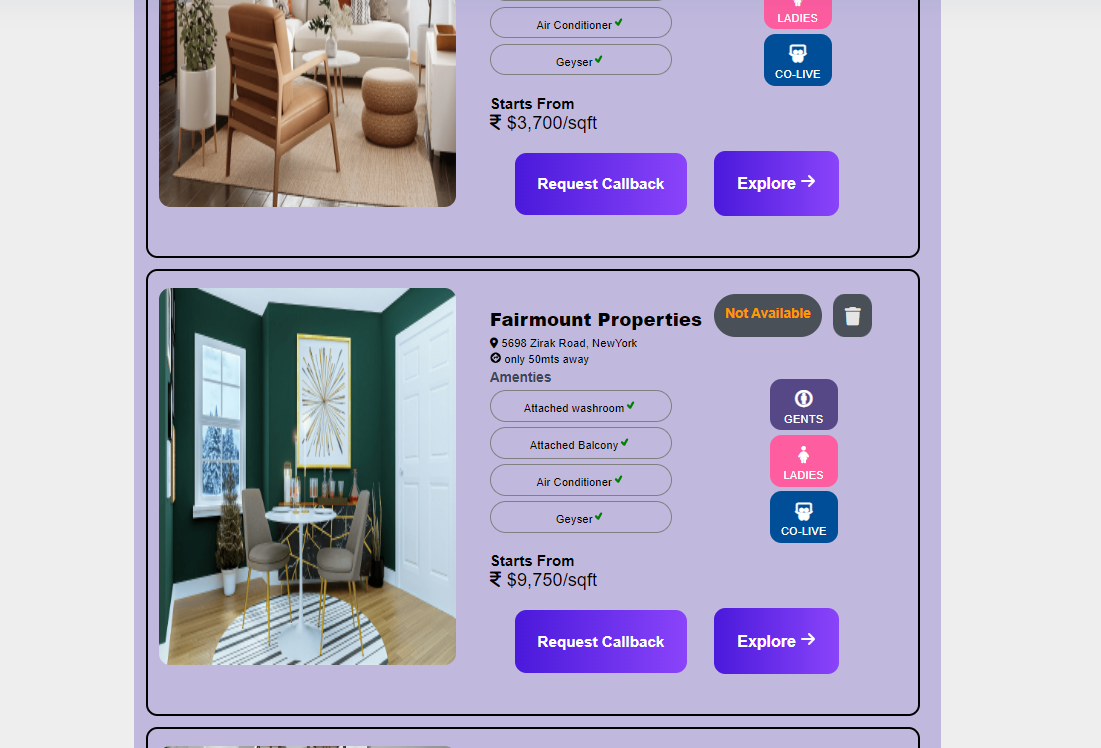 LADIES
Air Conditioner
Geyser
CO-LIVE
Starts From
₹ $3,700/sqft
Request Callback
Explore →
Fairmount Properties
Not Available
5698 Zirak Road, NewYork
only 50mts away
Amenties
Attached washroom
Attached Balcony
Air Conditioner
Geyser
GENTS
LADIES
CO-LIVE
Starts From
₹ $9,750/sqft
Request Callback
Explore →